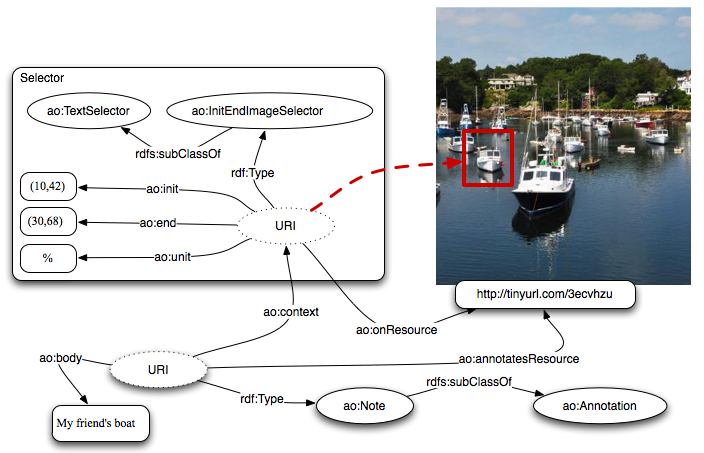 Selector
ao:TextSelector
ao:InitEndImageSelector
rdfs:subClassOf
rdf:Type
(10,42)
ao:init
(30,68)
ao:end
URI
%
ao:unit
http://tinyurl.com/3ecvhzu
ao:context
ao:onResource
ao:body
URI
ao:annotatesResource
rdf:Type
rdfs:subClassOf
ao:Note
ao:Annotation
My friend's boat